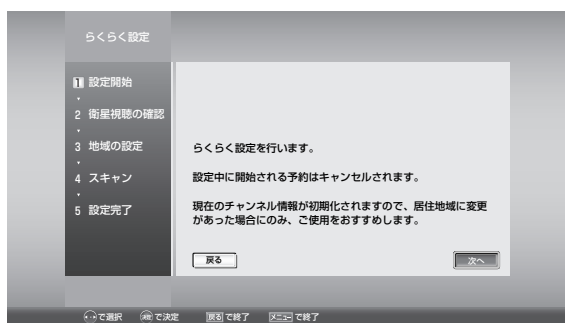 らくらく設定
1 設定開始
2 衛星視聴の確認
3 地域の設定
4 スキャン
5 設定完了
らくらく設定を行います。
設定中に開始される予約はキャンセルされます。
現在のチャンネル情報が初期化されますので、居住地域に変更
があった場合にのみ、ご使用をおすすめします。
戻る 次へ
で選択 決定 で決定 戻る で終了 メニュー で終了